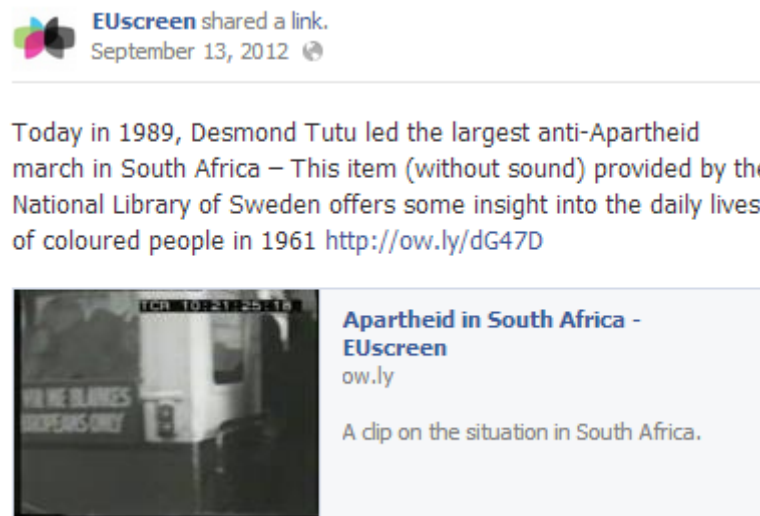 EUscreen shared a link.
September 13, 2012
Today in 1989, Desmond Tutu led the largest anti-Apartheid
march in South Africa – This item (without sound) provided by the
National Library of Sweden offers some insight into the daily lives
of coloured people in 1961 http://ow.ly/dG47D
TCR 10:21:25:16
Apartheid in South Africa -
EUscreen
ow.ly
A clip on the situation in South Africa.
BLANKES
ONLY